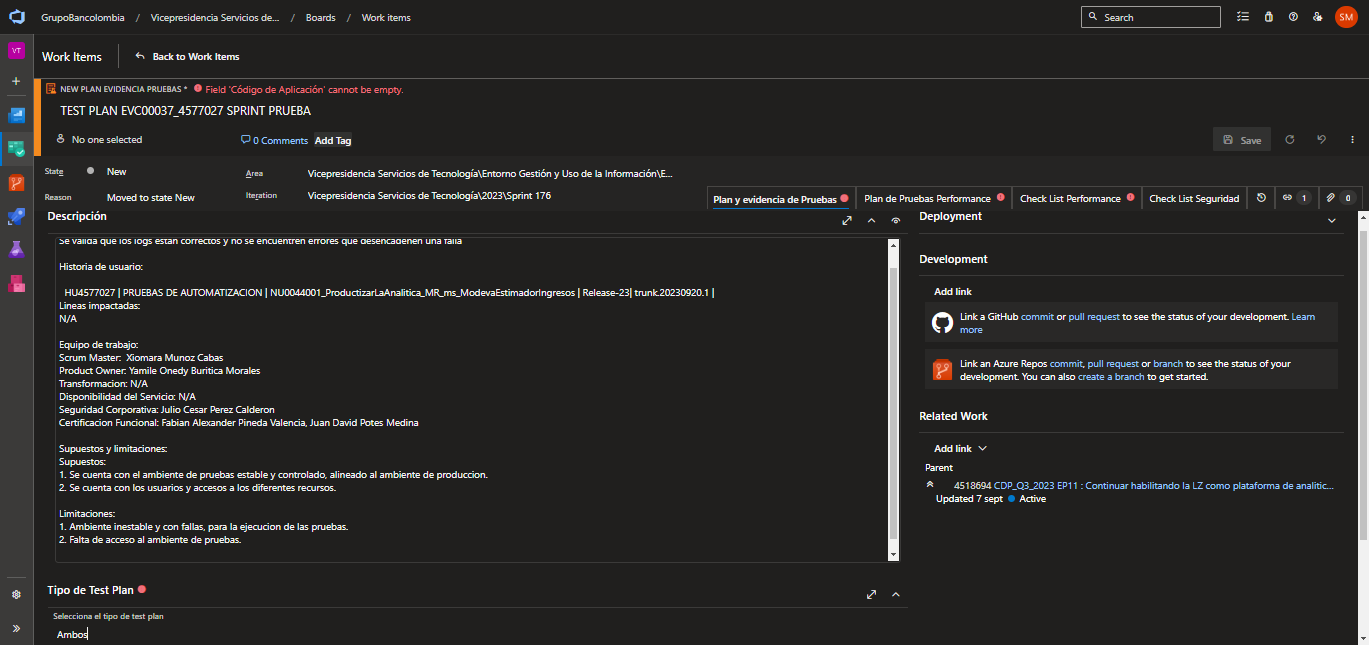 GrupoBancolombia / Vicepresidencia Servicios de... / Boards / Work items
Search
SM
VT
Work Items
Back to Work Items
NEW PLAN EVIDENCIA PRUEBAS * Field 'Código de Aplicación' cannot be empty.
TEST PLAN EVC00037_4577027 SPRINT PRUEBA
No one selected
0 Comments
Add Tag
Save
State
New
Area
Vicepresidencia Servicios de Tecnología\Entorno Gestión y Uso de la Información\E...
Reason
Moved to state New
Iteration
Vicepresidencia Servicios de Tecnología\2023\Sprint 176
Plan y evidencia de Pruebas
Plan de Pruebas Performance
Check List Performance
Check List Seguridad
1
0
Descripción
Se valida que los logs estan correctos y no se encuentren errores que desencadenen una falla
Historia de usuario:
HU4577027 | PRUEBAS DE AUTOMATIZACION | NU0044001_ProductizarLaAnalitica_MR_ms_ModevaEstimadorIngresos | Release-23| trunk.20230920.1 |
Lineas impactadas:
N/A
Equipo de trabajo:
Scrum Master: Xiomara Munoz Cabas
Product Owner: Yamile Onedy Buritica Morales
Transformacion: N/A
Disponibilidad del Servicio: N/A
Seguridad Corporativa: Julio Cesar Perez Calderon
Certificacion Funcional: Fabian Alexander Pineda Valencia, Juan David Potes Medina
Supuestos y limitaciones:
Supuestos:
1. Se cuenta con el ambiente de pruebas estable y controlado, alineado al ambiente de produccion.
2. Se cuenta con los usuarios y accesos a los diferentes recursos.
Limitaciones:
1. Ambiente inestable y con fallas, para la ejecucion de las pruebas.
2. Falta de acceso al ambiente de pruebas.
Tipo de Test Plan
Selecciona el tipo de test plan
Ambos
Deployment
Development
Add link
Link a GitHub commit or pull request to see the status of your development. Learn
more
Link an Azure Repos commit, pull request or branch to see the status of your
development. You can also create a branch to get started.
Related Work
Add link
Parent
4518694 CDP_Q3_2023 EP11 : Continuar habilitando la LZ como plataforma de analitic...
Updated 7 sept Active